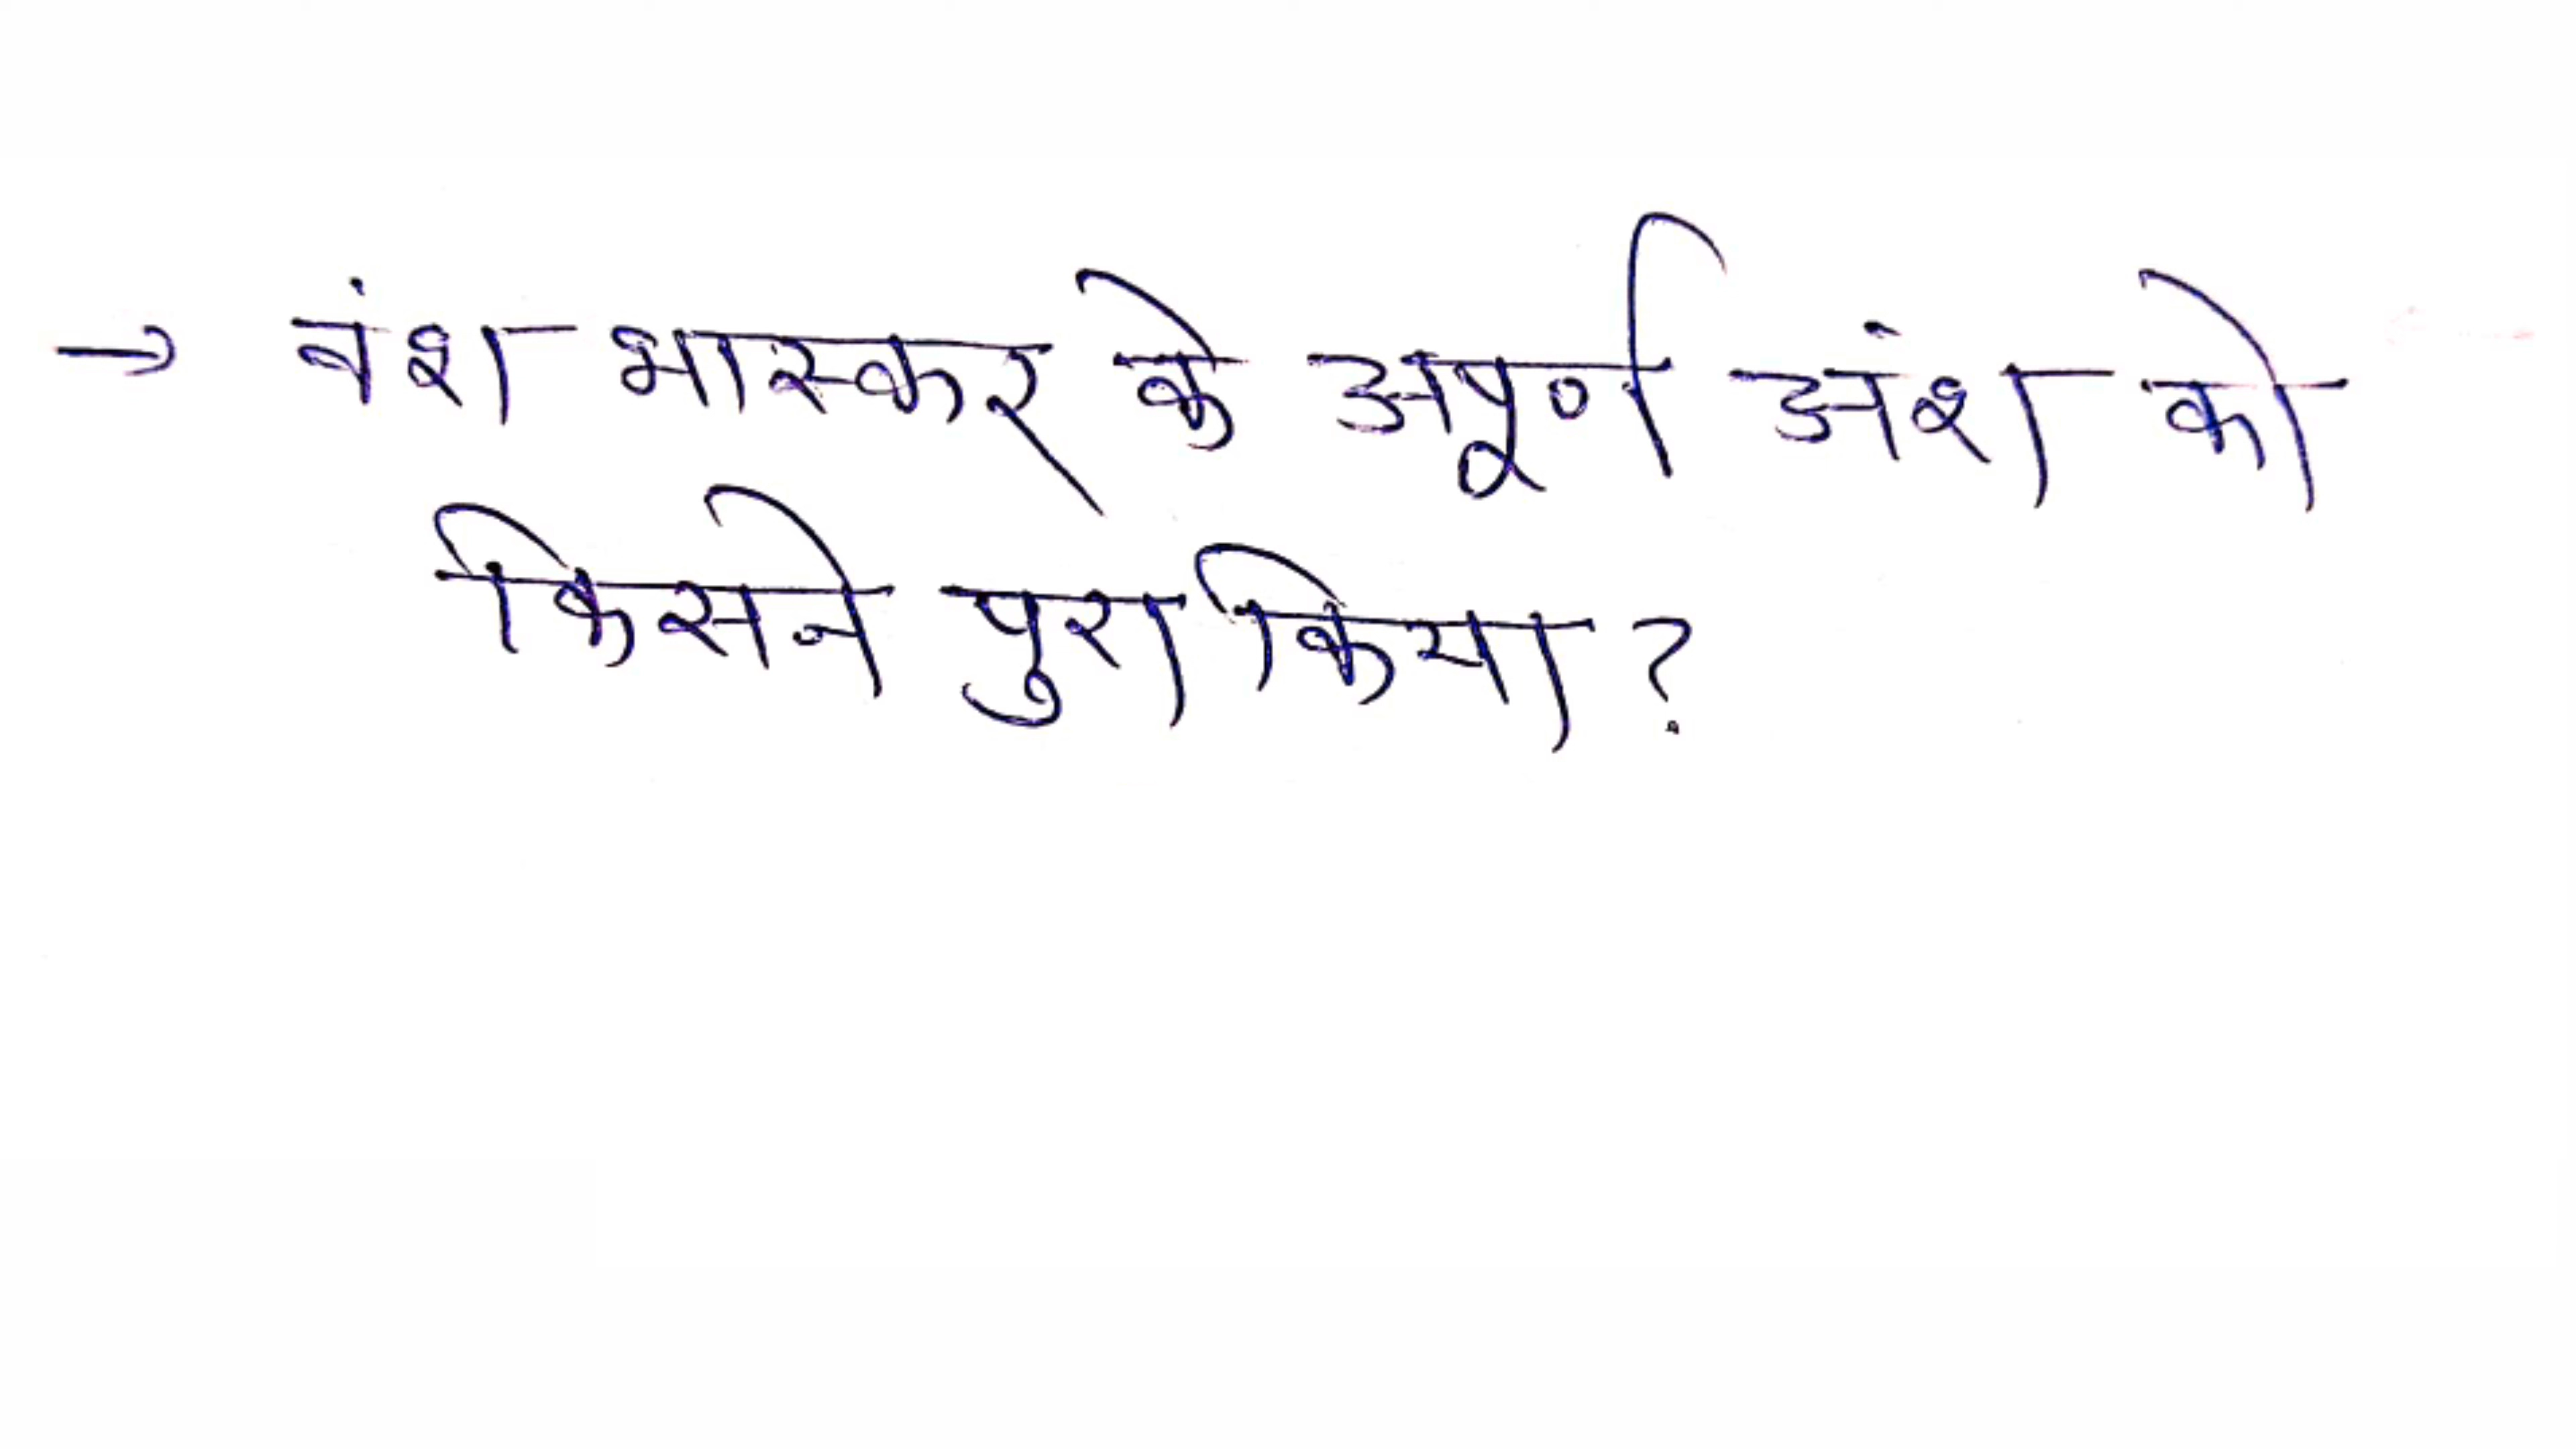 → वंश भास्कर के अपूर्ण अंश को
किसने पुरा किया?